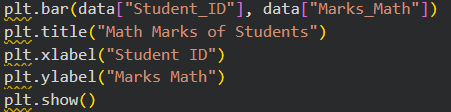 plt.bar(data["Student_ID"], data["Marks_Math"])
plt.title("Math Marks of Students")
plt.xlabel("Student ID")
plt.ylabel("Marks Math")
plt.show()